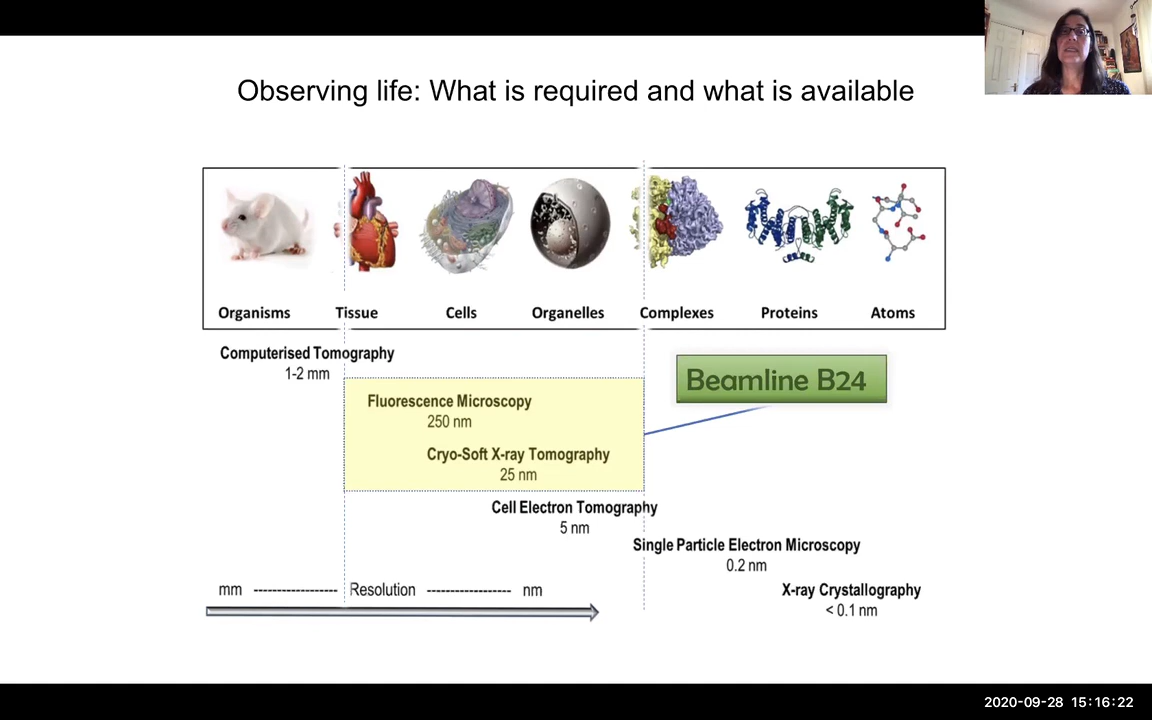 Observing life: What is required and what is available
Organisms Tissue Cells Organelles Complexes Proteins Atoms
Computerised Tomography
1-2 mm
Beamline B24
Fluorescence Microscopy
250 nm
Cryo-Soft X-ray Tomography
25 nm
Cell Electron Tomography
5 nm
Single Particle Electron Microscopy
0.2 nm
X-ray Crystallography
< 0.1 nm
mm ------------------ Resolution ------------------ nm
2020-09-28 15:16:22